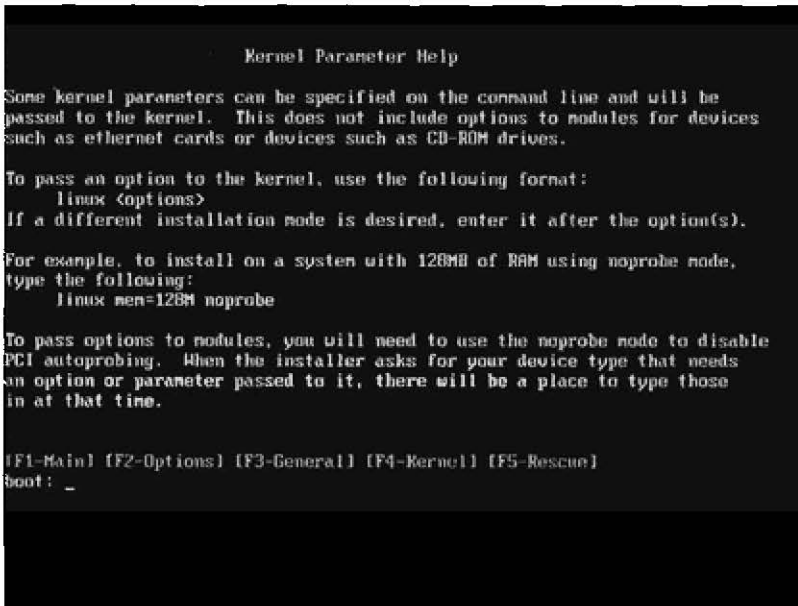 Kernel Parameter Help
Some kernel parameters can be specified on the command line and will be
passed to the kernel.  This does not include options to modules for devices
such as ethernet cards or devices such as CD-ROM drives.
To pass an option to the kernel, use the following format:
linux <options>
If a different installation mode is desired, enter it after the option(s).
For example, to install on a system with 128MB of RAM using noprobe mode,
type the following:
linux mem=128M noprobe
To pass options to modules, you will need to use the noprobe mode to disable
PCI autoprobing.  When the installer asks for your device type that needs
an option or parameter passed to it, there will be a place to type those
in at that time.
[F1-Main] [F2-Options] [F3-General] [F4-Kernel] [F5-Rescue]
boot: _